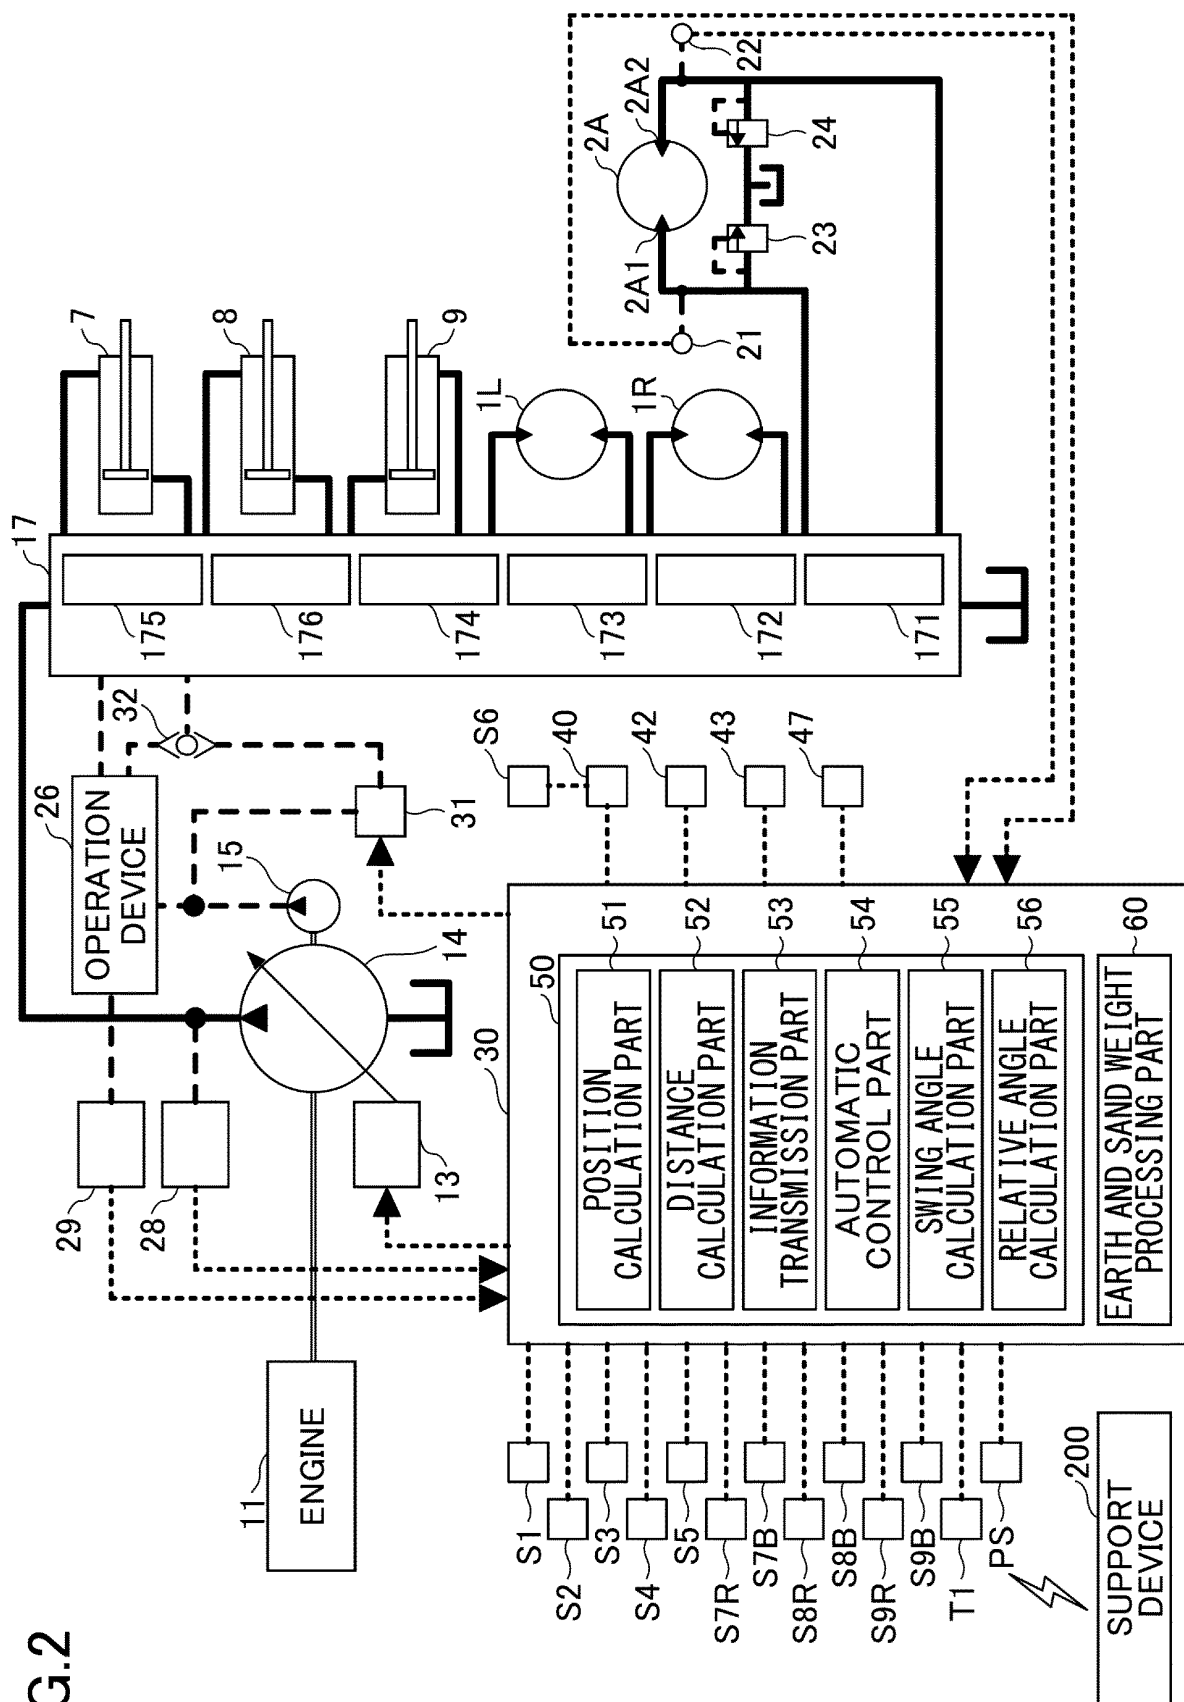 G.2
11
ENGINE
29
28
13
26
OPERATION
DEVICE
15
14
31
32
17
175
176
174
173
172
171
7
8
9
1L
1R
2A
2A1
2A2
21
22
23
24
S6
40
42
43
47
30
50
POSITION
CALCULATION PART
51
DISTANCE
CALCULATION PART
52
INFORMATION
TRANSMISSION PART
53
AUTOMATIC
CONTROL PART
54
SWING ANGLE
CALCULATION PART
55
RELATIVE ANGLE
CALCULATION PART
56
EARTH AND SAND WEIGHT
PROCESSING PART
60
S1
S2
S3
S4
S5
S7R
S7B
S8R
S8B
S9R
S9B
T1
PS
200
SUPPORT
DEVICE